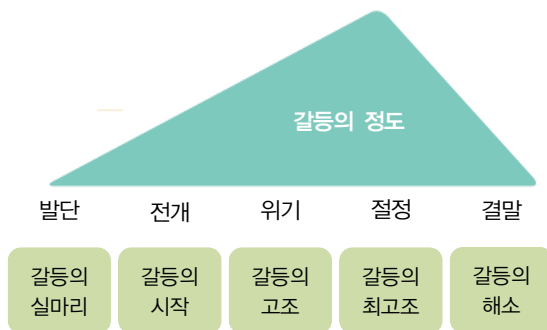 갈등의 정도
발단 전개 위기 절정 결말
갈등의 갈등의 갈등의 갈등의 갈등의
실마리 시작 고조 최고조 해소